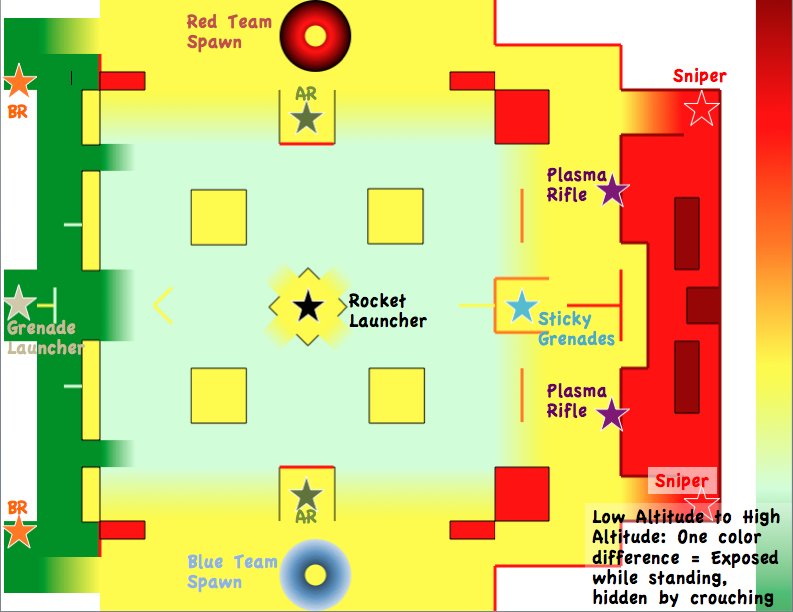 Red Team
Spawn
Sniper
BR
AR
Plasma
Rifle
Rocket
Launcher
Sticky
Grenades
Grenade
Launcher
Plasma
Rifle
Sniper
BR
AR
Blue Team
Spawn
Low Altitude to High
Altitude: One color
difference = Exposed
while standing,
hidden by crouching